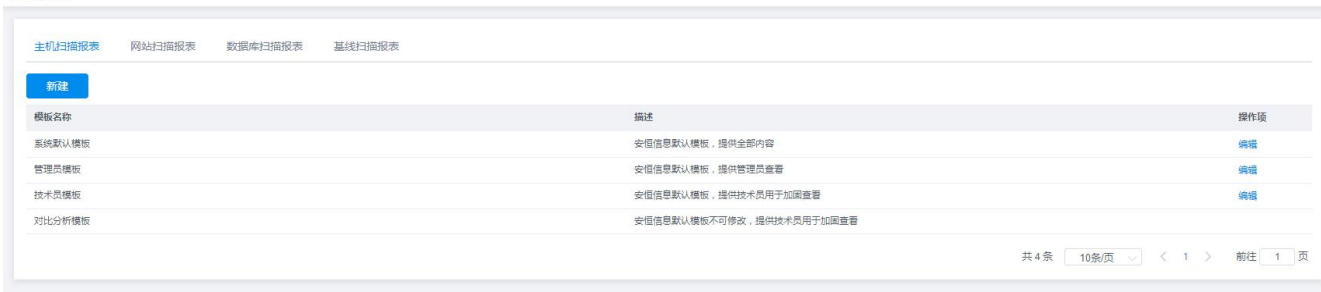 主机扫描报表 网站扫描报表 数据库扫描报表 基线扫描报表
新建
模板名称 描述 操作项
系统默认模板 安恒信息默认模板，提供全部内容 编辑
管理员模板 安恒信息默认模板，提供管理员查看 编辑
技术员模板 安恒信息默认模板，提供技术员用于加固查看 编辑
对比分析模板 安恒信息默认模板不可修改，提供技术员用于加固查看
共 4 条 10条/页 < 1 > 前往 1 页